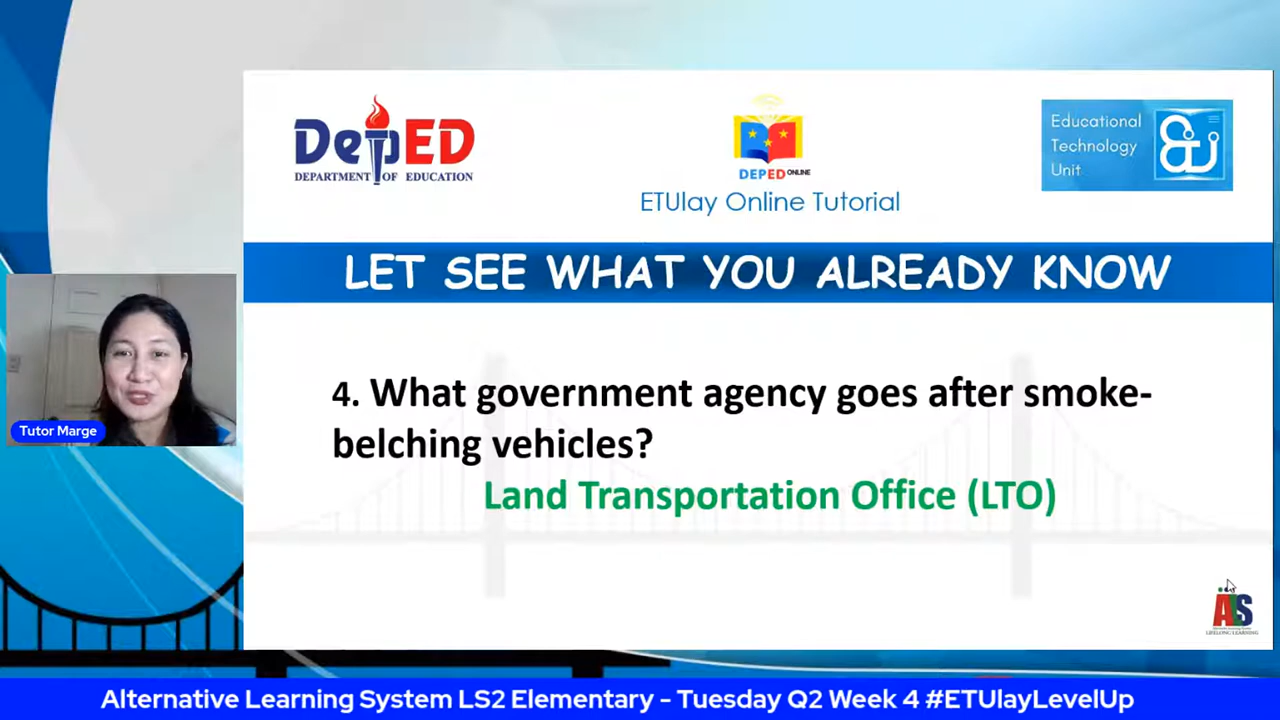 DepED
DEPARTMENT OF EDUCATION
DEPED ONLINE
ETUlay Online Tutorial
Educational
Technology
Unit
LET SEE WHAT YOU ALREADY KNOW
4. What government agency goes after smoke-
belching vehicles?
Land Transportation Office (LTO)
Tutor Marge
ALS
LIFELONG LEARNING
Alternative Learning System LS2 Elementary - Tuesday Q2 Week 4 #ETUlayLevelUp